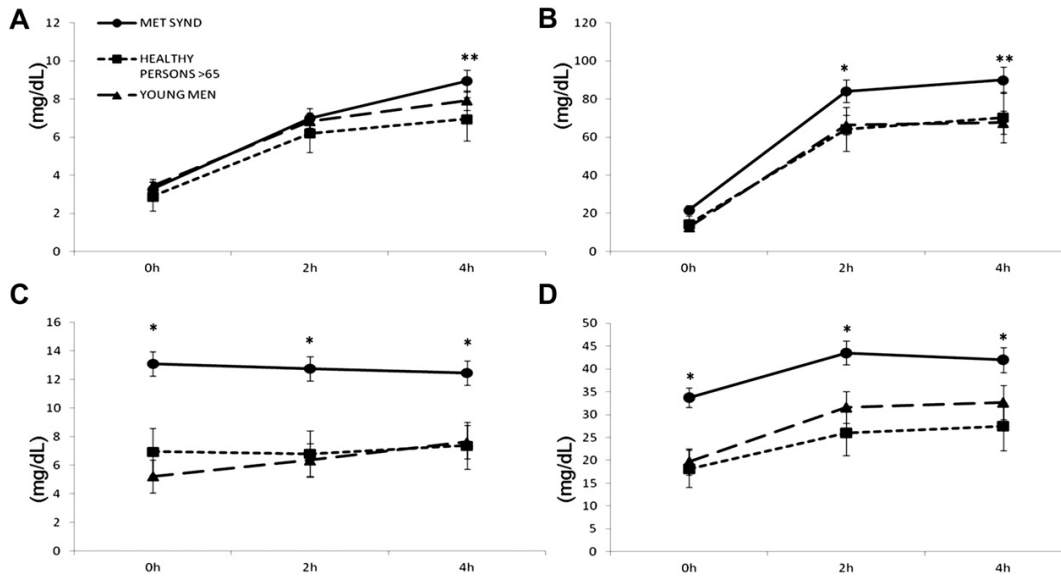 A
12
10
8
6
4
2
0
(mg/dL)
MET SYND
HEALTHY
PERSONS >65
YOUNG MEN
**
0h
2h
4h
B
120
100
80
60
40
20
0
(mg/dL)
*
**
0h
2h
4h
C
16
14
12
10
8
6
4
2
0
(mg/dL)
*
*
*
0h
2h
4h
D
50
45
40
35
30
25
20
15
10
5
0
(mg/dL)
*
*
*
0h
2h
4h